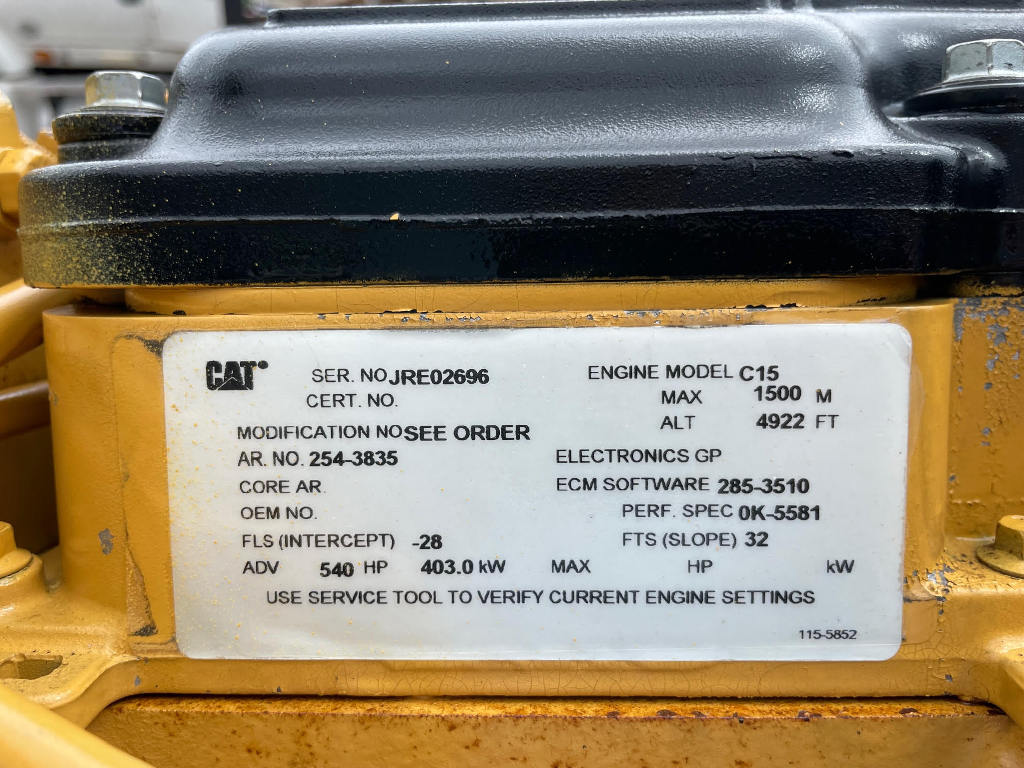 CAT SER. NO JRE02696 ENGINE MODEL C15
CERT. NO. MAX 1500 M
ALT 4922 FT
MODIFICATION NO SEE ORDER
AR. NO. 254-3835 ELECTRONICS GP
CORE AR ECM SOFTWARE 285-3510
OEM NO. PERF. SPEC 0K-5581
FLS (INTERCEPT) -28 FTS (SLOPE) 32
ADV 540 HP 403.0 kW MAX HP kW
USE SERVICE TOOL TO VERIFY CURRENT ENGINE SETTINGS
115-5852